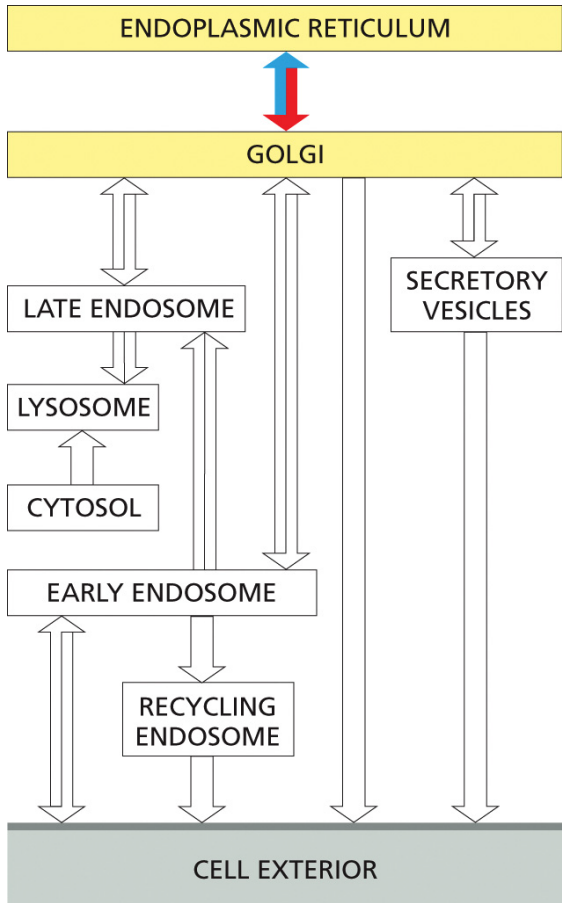 ENDOPLASMIC RETICULUM
GOLGI
LATE ENDOSOME
SECRETORY
VESICLES
LYSOSOME
CYTOSOL
EARLY ENDOSOME
RECYCLING
ENDOSOME
CELL EXTERIOR